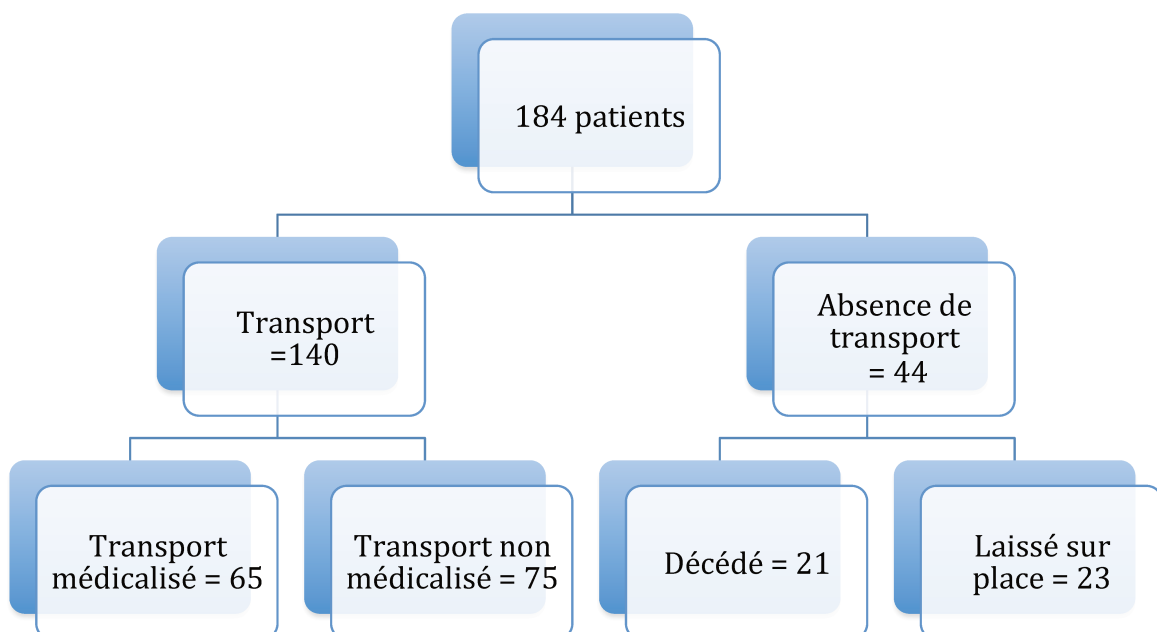 184 patients
Transport
=140
Absence de
transport
= 44
Transport
médicalisé = 65
Transport non
médicalisé = 75
Décédé = 21
Laissé sur
place = 23